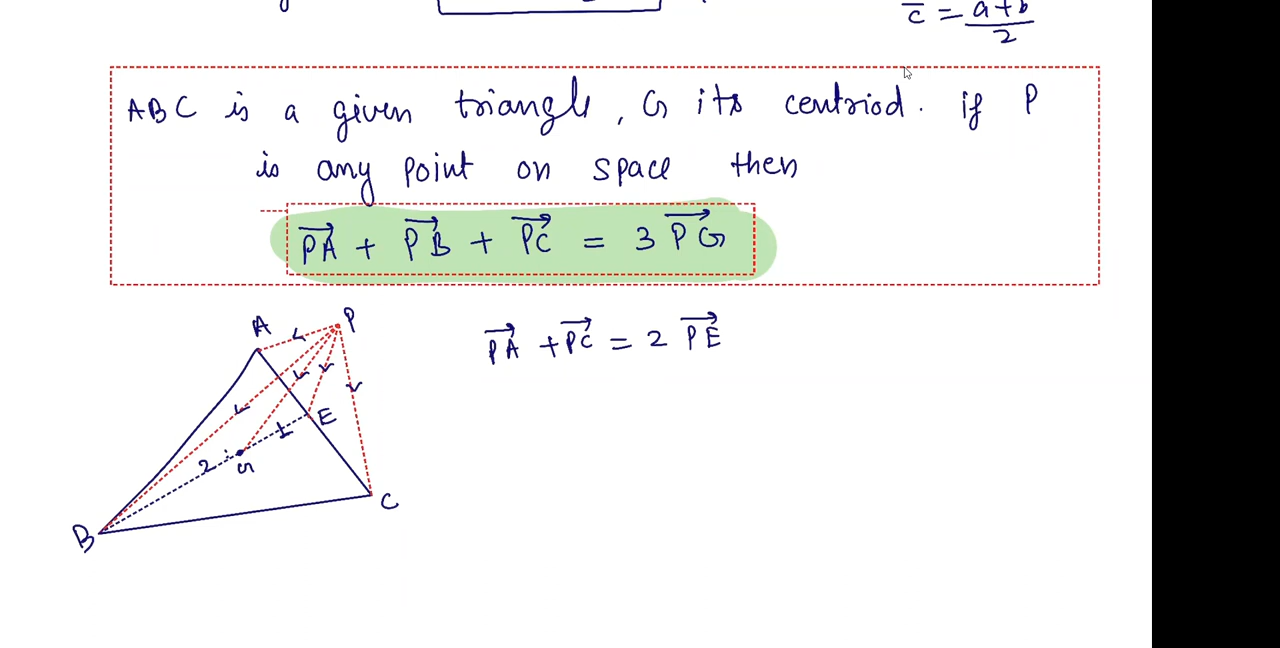 c̅ = a+b
2
ABC is a given triangle, G its centriod. if P
is any point on space then
→PA + →PB + →PC = 3 →PG
→PA + →PC = 2 →PE
A
P
E
1
2
G
C
B